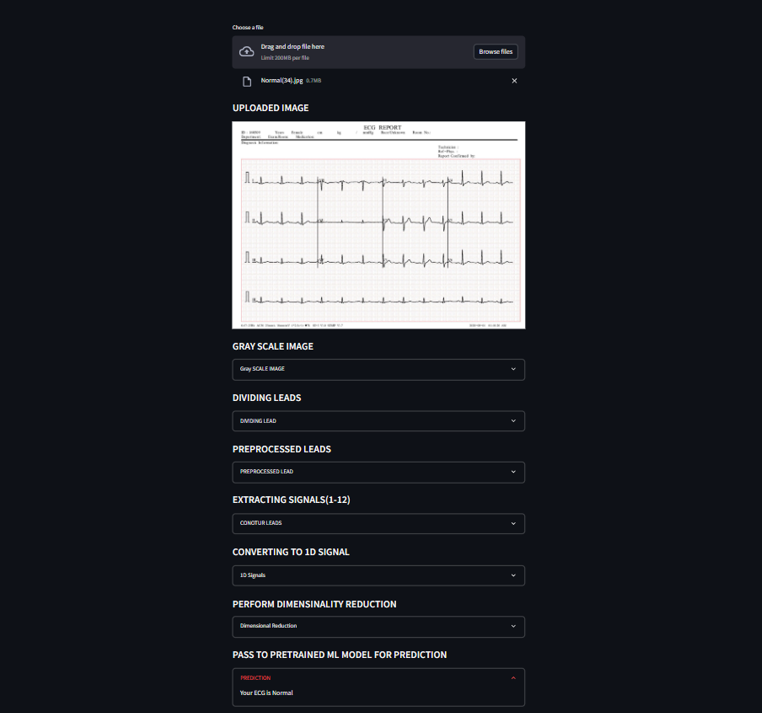 Choose a file
Drag and drop file here
Limit 200MB per file
Browse files
Normal(34).jpg 0.7MB
UPLOADED IMAGE
ECG REPORT
GRAY SCALE IMAGE
Gray SCALE IMAGE
DIVIDING LEADS
DIVIDING LEAD
PREPROCESSED LEADS
PREPROCESSED LEAD
EXTRACTING SIGNALS(1-12)
CONOTUR LEADS
CONVERTING TO 1D SIGNAL
1D Signals
PERFORM DIMENSINALITY REDUCTION
Dimensional Reduction
PASS TO PRETRAINED ML MODEL FOR PREDICTION
PREDICTION
Your ECG is Normal